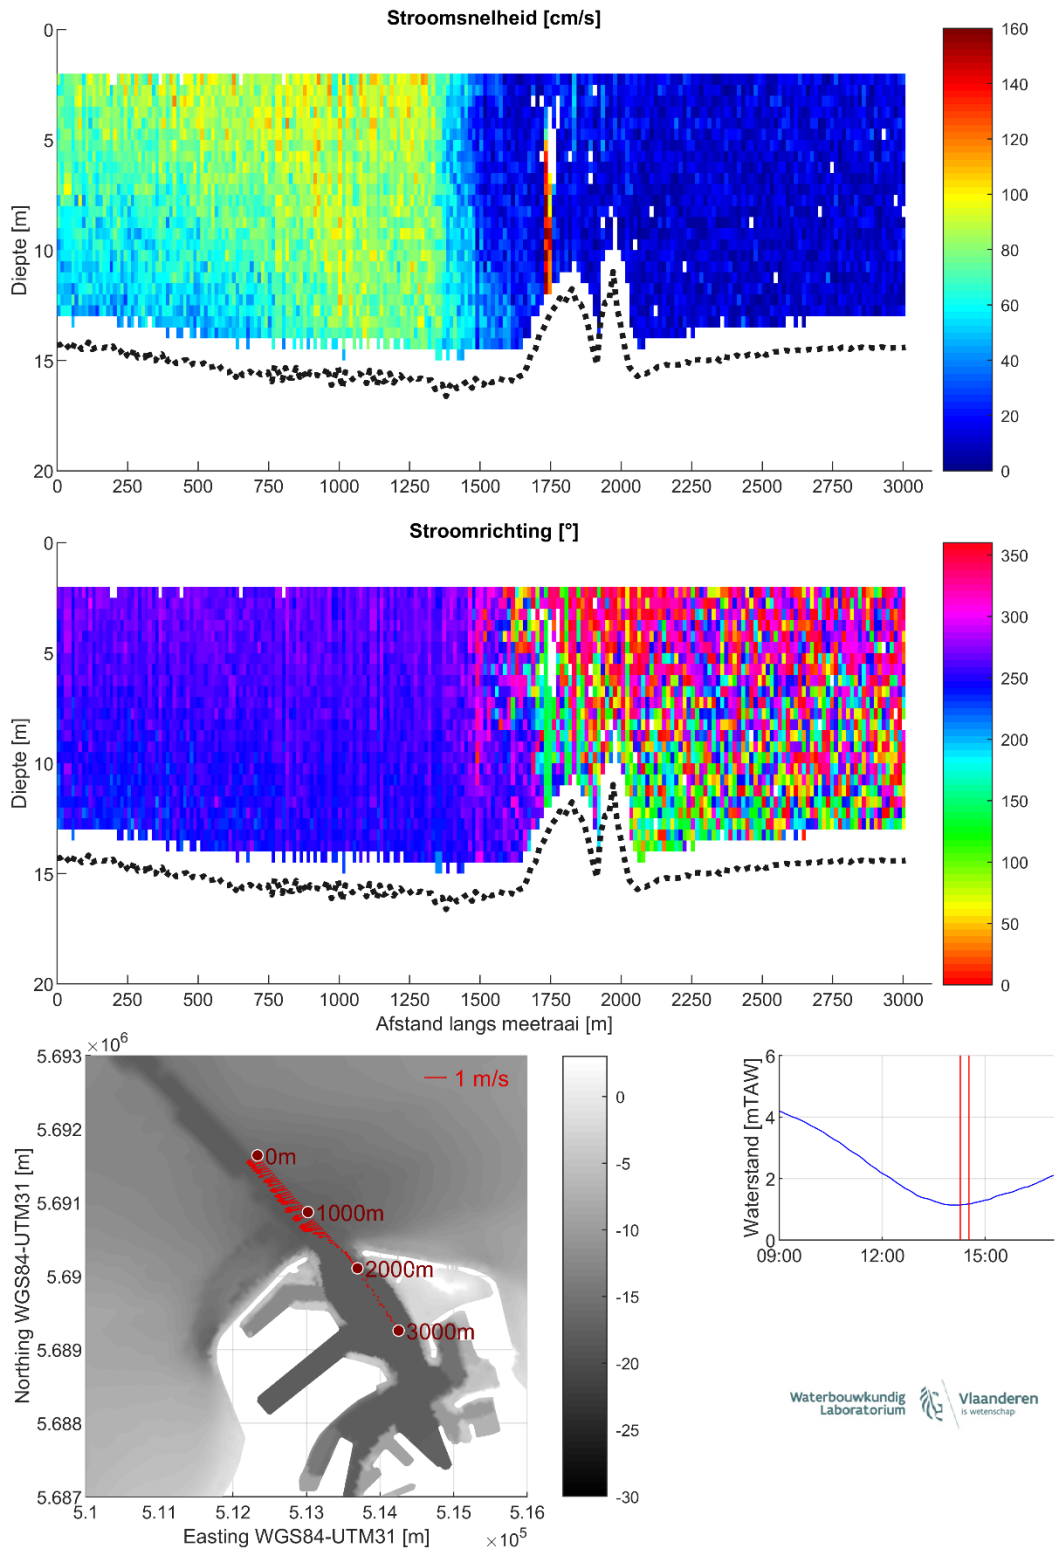 Stroomsnelheid [cm/s]
0
5
10
15
20
Diepte [m]
0 250 500 750 1000 1250 1500 1750 2000 2250 2500 2750 3000
160
140
120
100
80
60
40
20
0
Stroomrichting [°]
0
5
10
15
20
Diepte [m]
0 250 500 750 1000 1250 1500 1750 2000 2250 2500 2750 3000
Afstand langs meetraai [m]
350
300
250
200
150
100
50
0
×10⁶
5.693
5.692
5.691
5.69
5.689
5.688
5.687
Northing WGS84-UTM31 [m]
1 m/s
0m
1000m
2000m
3000m
5.1 5.12 5.13 5.14 5.15 5.16
Easting WGS84-UTM31 [m]
×10⁵
0
-5
-10
-15
-20
-25
-30
Waterstand [mTAW]
6
4
2
0
09:00 12:00 15:00
Waterbouwkundig
Laboratorium
Vlaanderen
is wetenschap